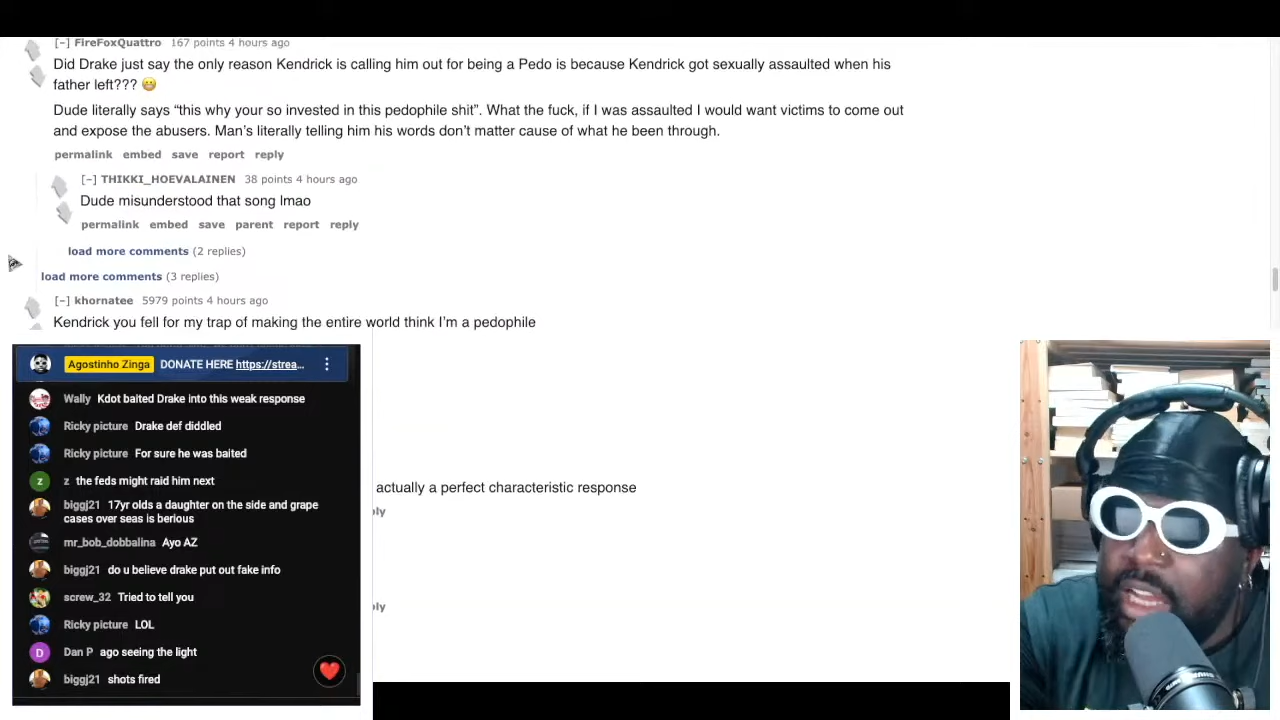 [–] FireFoxQuattro 167 points 4 hours ago
Did Drake just say the only reason Kendrick is calling him out for being a Pedo is because Kendrick got sexually assaulted when his
father left??? 😬
Dude literally says “this why your so invested in this pedophile shit”. What the fuck, if I was assaulted I would want victims to come out
and expose the abusers. Man’s literally telling him his words don’t matter cause of what he been through.
permalink embed save report reply
[–] THIKKI_HOEVALAINEN 38 points 4 hours ago
Dude misunderstood that song lmao
permalink embed save parent report reply
load more comments (2 replies)
load more comments (3 replies)
[–] khornatee 5979 points 4 hours ago
Kendrick you fell for my trap of making the entire world think I’m a pedophile
actually a perfect characteristic response
ply
ply
Agostinho Zinga DONATE HERE https://strea...
Wally Kdot baited Drake into this weak response
Ricky picture Drake def diddled
Ricky picture For sure he was baited
z z the feds might raid him next
biggj21 17yr olds a daughter on the side and grape
cases over seas is berious
mr_bob_dobbalina Ayo AZ
biggj21 do u believe drake put out fake info
screw_32 Tried to tell you
Ricky picture LOL
D Dan P ago seeing the light
biggj21 shots fired